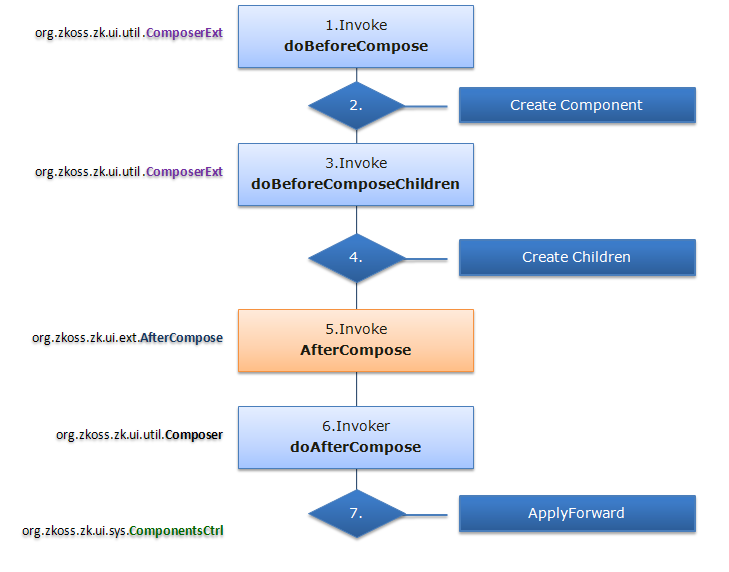 1.Invoke
org.zkoss.zk.ui.util.ComposerExt
doBeforeCompose
2.
Create Component
3.Invoke
org.zkoss.zk.ui.util.ComposerExt
doBeforeComposeChildren
4.
Create Children
5.Invoke
org.zkoss.zk.ui.ext.AfterCompose
AfterCompose
6.Invoker
org.zkoss.zk.ui.util.Composer
doAfterCompose
7.
ApplyForward
org.zkoss.zk.ui.sys.ComponentsCtrl